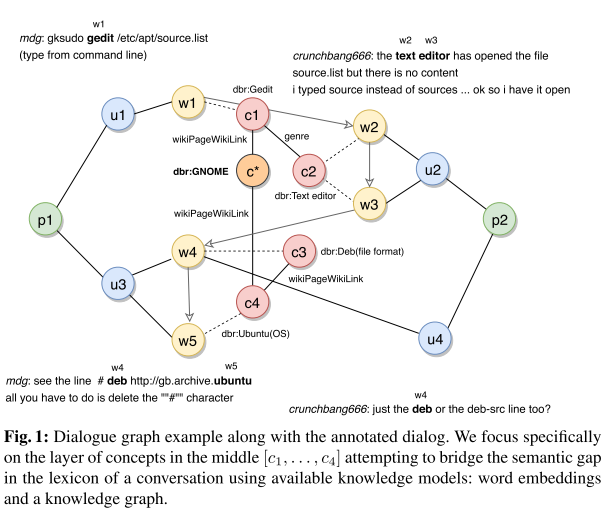 w1
mdg: gksudo gedit /etc/apt/source.list
(type from command line)
w2 w3
crunchbang666: the text editor has opened the file
source.list but there is no content
i typed source instead of sources ... ok so i have it open
dbr:Gedit
u1
w1
c1
w2
wikiPageWikiLink
genre
dbr:GNOME
c*
c2
u2
dbr:Text editor
w3
wikiPageWikiLink
p1
p2
w4
c3
dbr:Deb(file format)
wikiPageWikiLink
u3
c4
dbr:Ubuntu(OS)
w5
u4
w4 w5
mdg: see the line # deb http://gb.archive.ubuntu
all you have to do is delete the ""#"" character
w4
crunchbang666: just the deb or the deb-src line too?
Fig. 1: Dialogue graph example along with the annotated dialog. We focus specifically
on the layer of concepts in the middle [c1, . . . , c4] attempting to bridge the semantic gap
in the lexicon of a conversation using available knowledge models: word embeddings
and a knowledge graph.